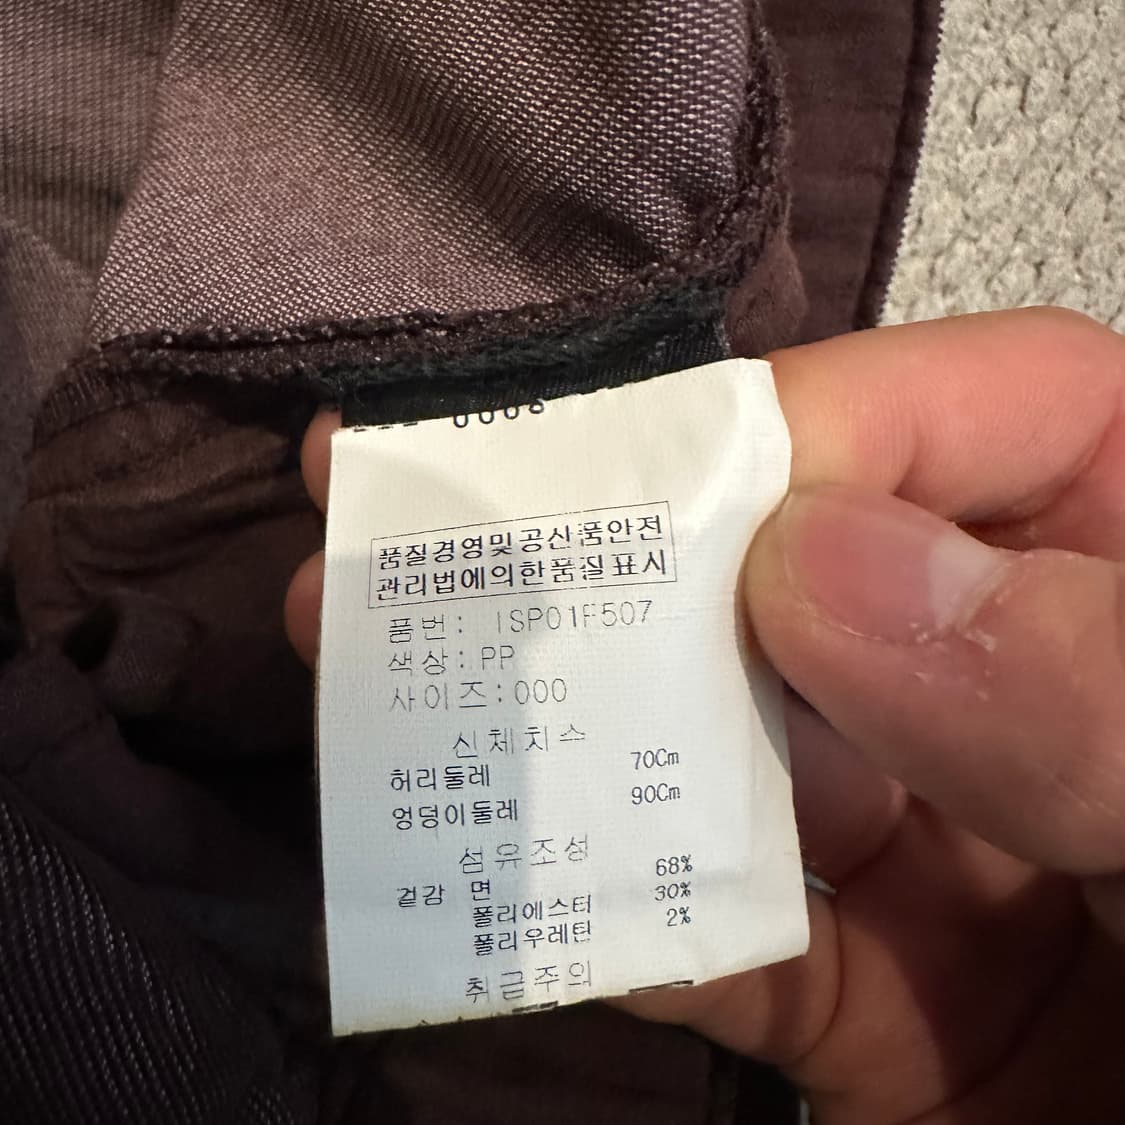 0008
품질경영및공산품안전
관리법에의한품질표시
품번: ISP01F507
색상: PP
사이즈:000
신체치스
허리둘레 70Cm
엉덩이둘레 90Cm
섬유조성
겉감 면 68%
폴리에스터 30%
폴리우레탄 2%
취급주의